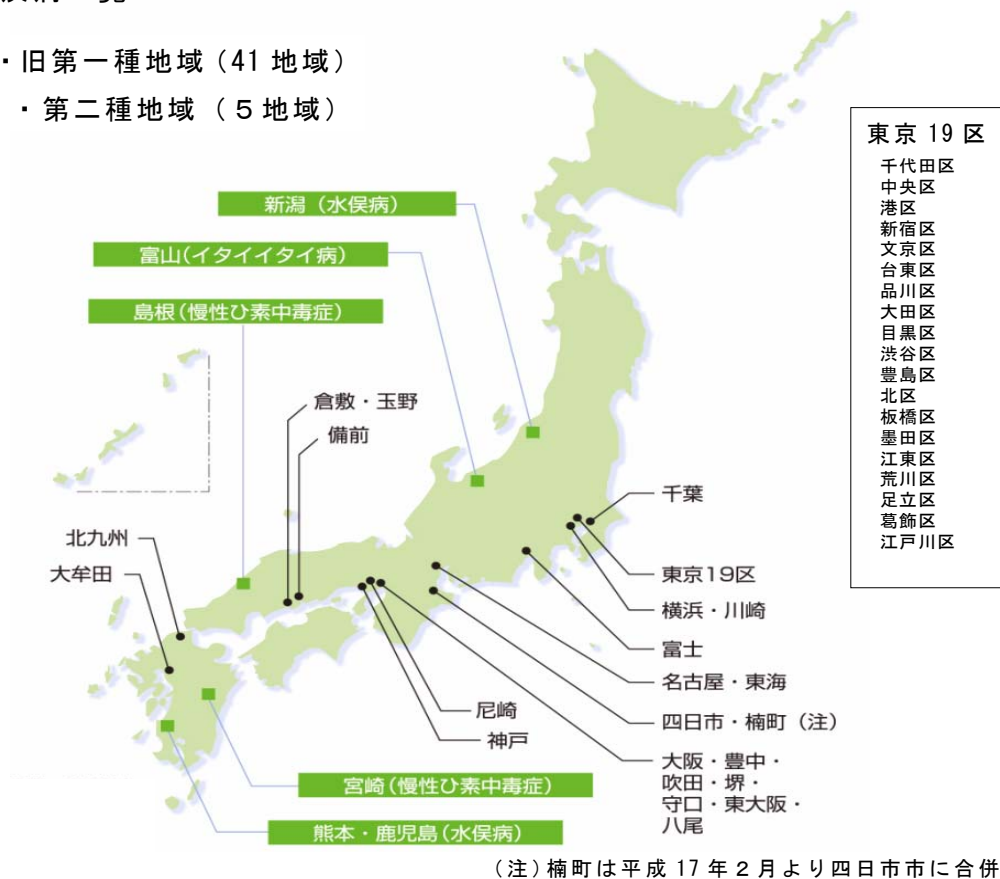 ・旧第一種地域(41 地域)
・第二種地域(5地域)
新潟(水俣病)
富山(イタイイタイ病)
島根(慢性ひ素中毒症)
倉敷・玉野
備前
北九州
大牟田
千葉
東京19区
横浜・川崎
富士
名古屋・東海
四日市・楠町(注)
大阪・豊中・
吹田・堺・
守口・東大阪・
八尾
尼崎
神戸
宮崎(慢性ひ素中毒症)
熊本・鹿児島(水俣病)
東京 19 区
千代田区
中央区
港区
新宿区
文京区
台東区
品川区
大田区
目黒区
渋谷区
豊島区
北区
板橋区
墨田区
江東区
荒川区
足立区
葛飾区
江戸川区
(注)楠町は平成 17 年2月より四日市市に合併